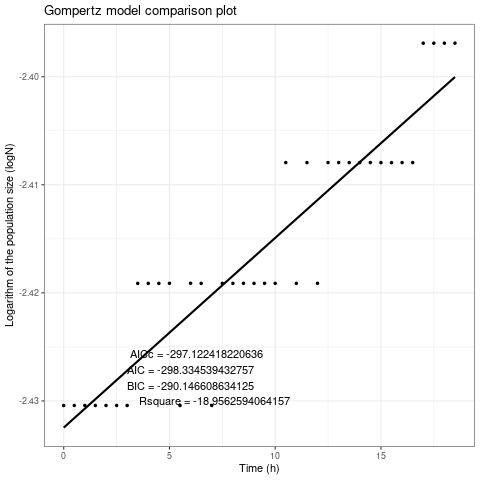 Gompertz model comparison plot
Logarithm of the population size (logN)
-2.40
-2.41
-2.42
-2.43
AICc = -297.122418220636
AIC = -298.334539432757
BIC = -290.146608634125
Rsquare = -18.9562594064157
0 5 10 15
Time (h)